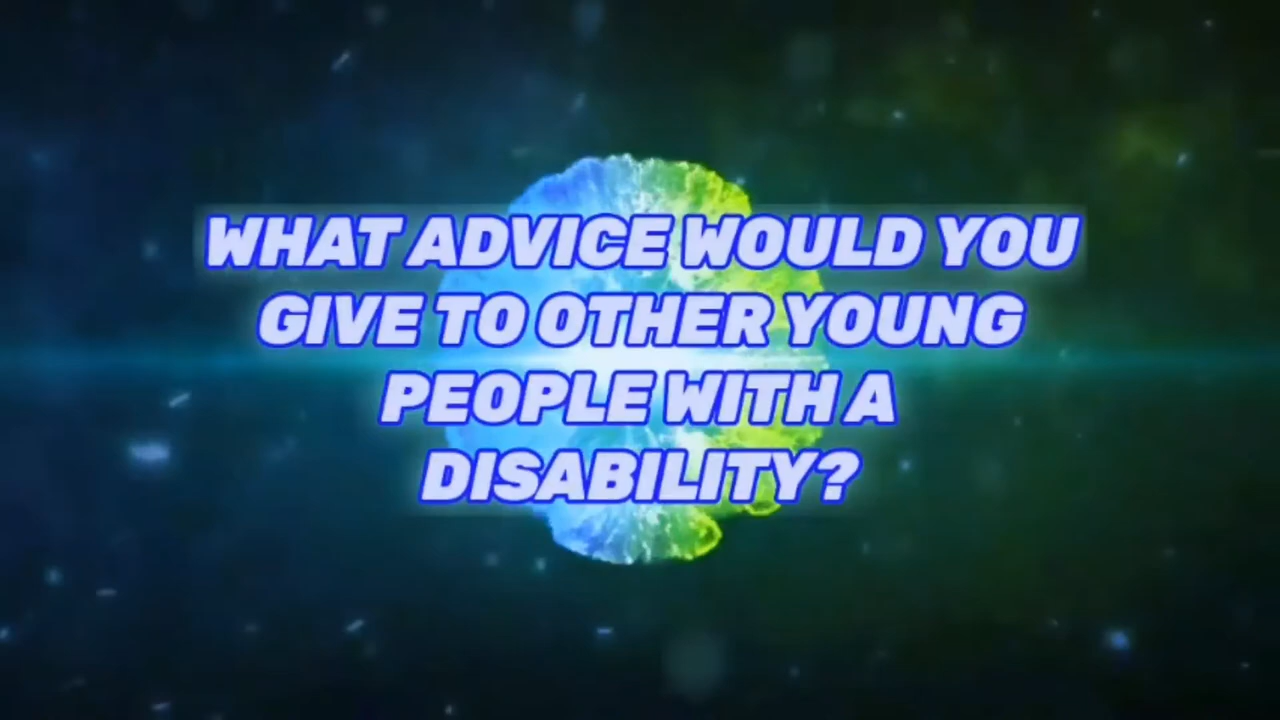 WHAT ADVICE WOULD YOU
GIVE TO OTHER YOUNG
PEOPLE WITH A
DISABILITY?